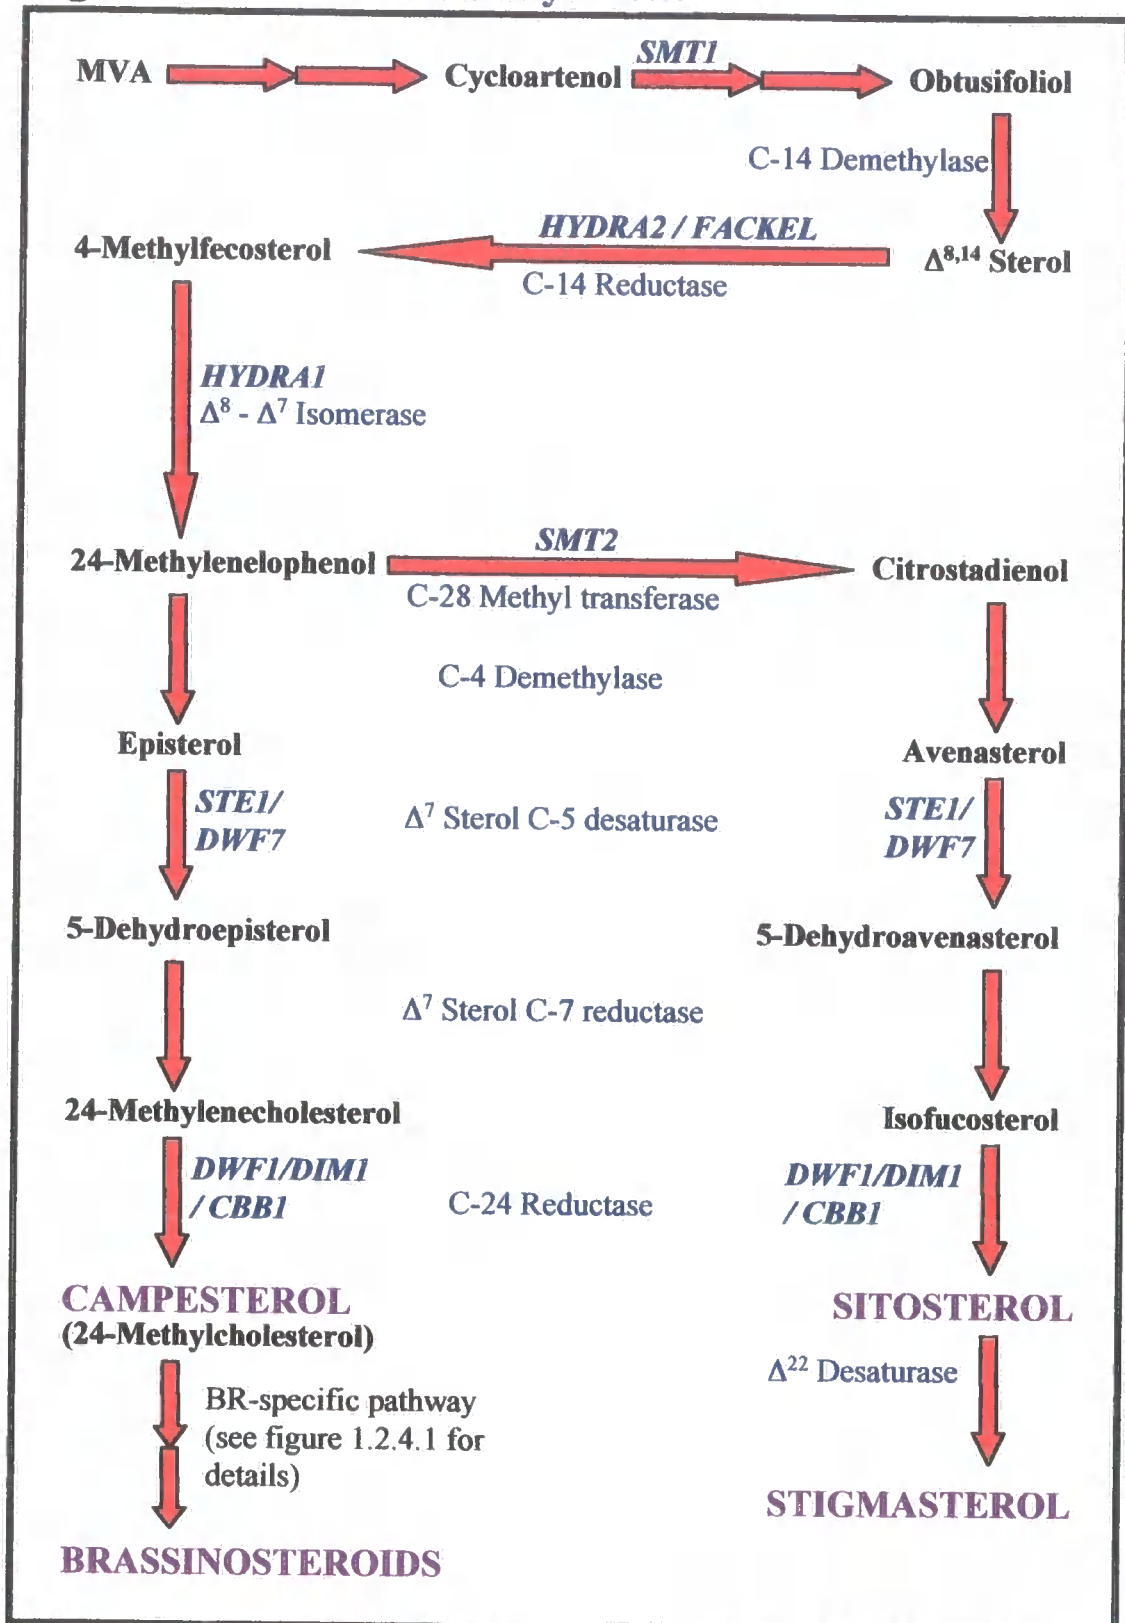 MVA Cycloartenol SMT1 Obtusifoliol
C-14 Demethylase
4-Methylfecosterol HYDRA2 / FACKEL Δ8,14 Sterol
C-14 Reductase
HYDRA1
Δ8 - Δ7 Isomerase
24-Methylenelophenol SMT2 Citrostadienol
C-28 Methyl transferase
C-4 Demethylase
Episterol Avenasterol
STE1/
DWF7
Δ7 Sterol C-5 desaturase
STE1/
DWF7
5-Dehydroepisterol 5-Dehydroavenasterol
Δ7 Sterol C-7 reductase
24-Methylenecholesterol Isofucosterol
DWF1/DIM1
/ CBB1
C-24 Reductase
DWF1/DIM1
/ CBB1
CAMPESTEROL SITOSTEROL
(24-Methylcholesterol)
Δ22 Desaturase
BR-specific pathway
(see figure 1.2.4.1 for
details)
STIGMASTEROL
BRASSINOSTEROIDS